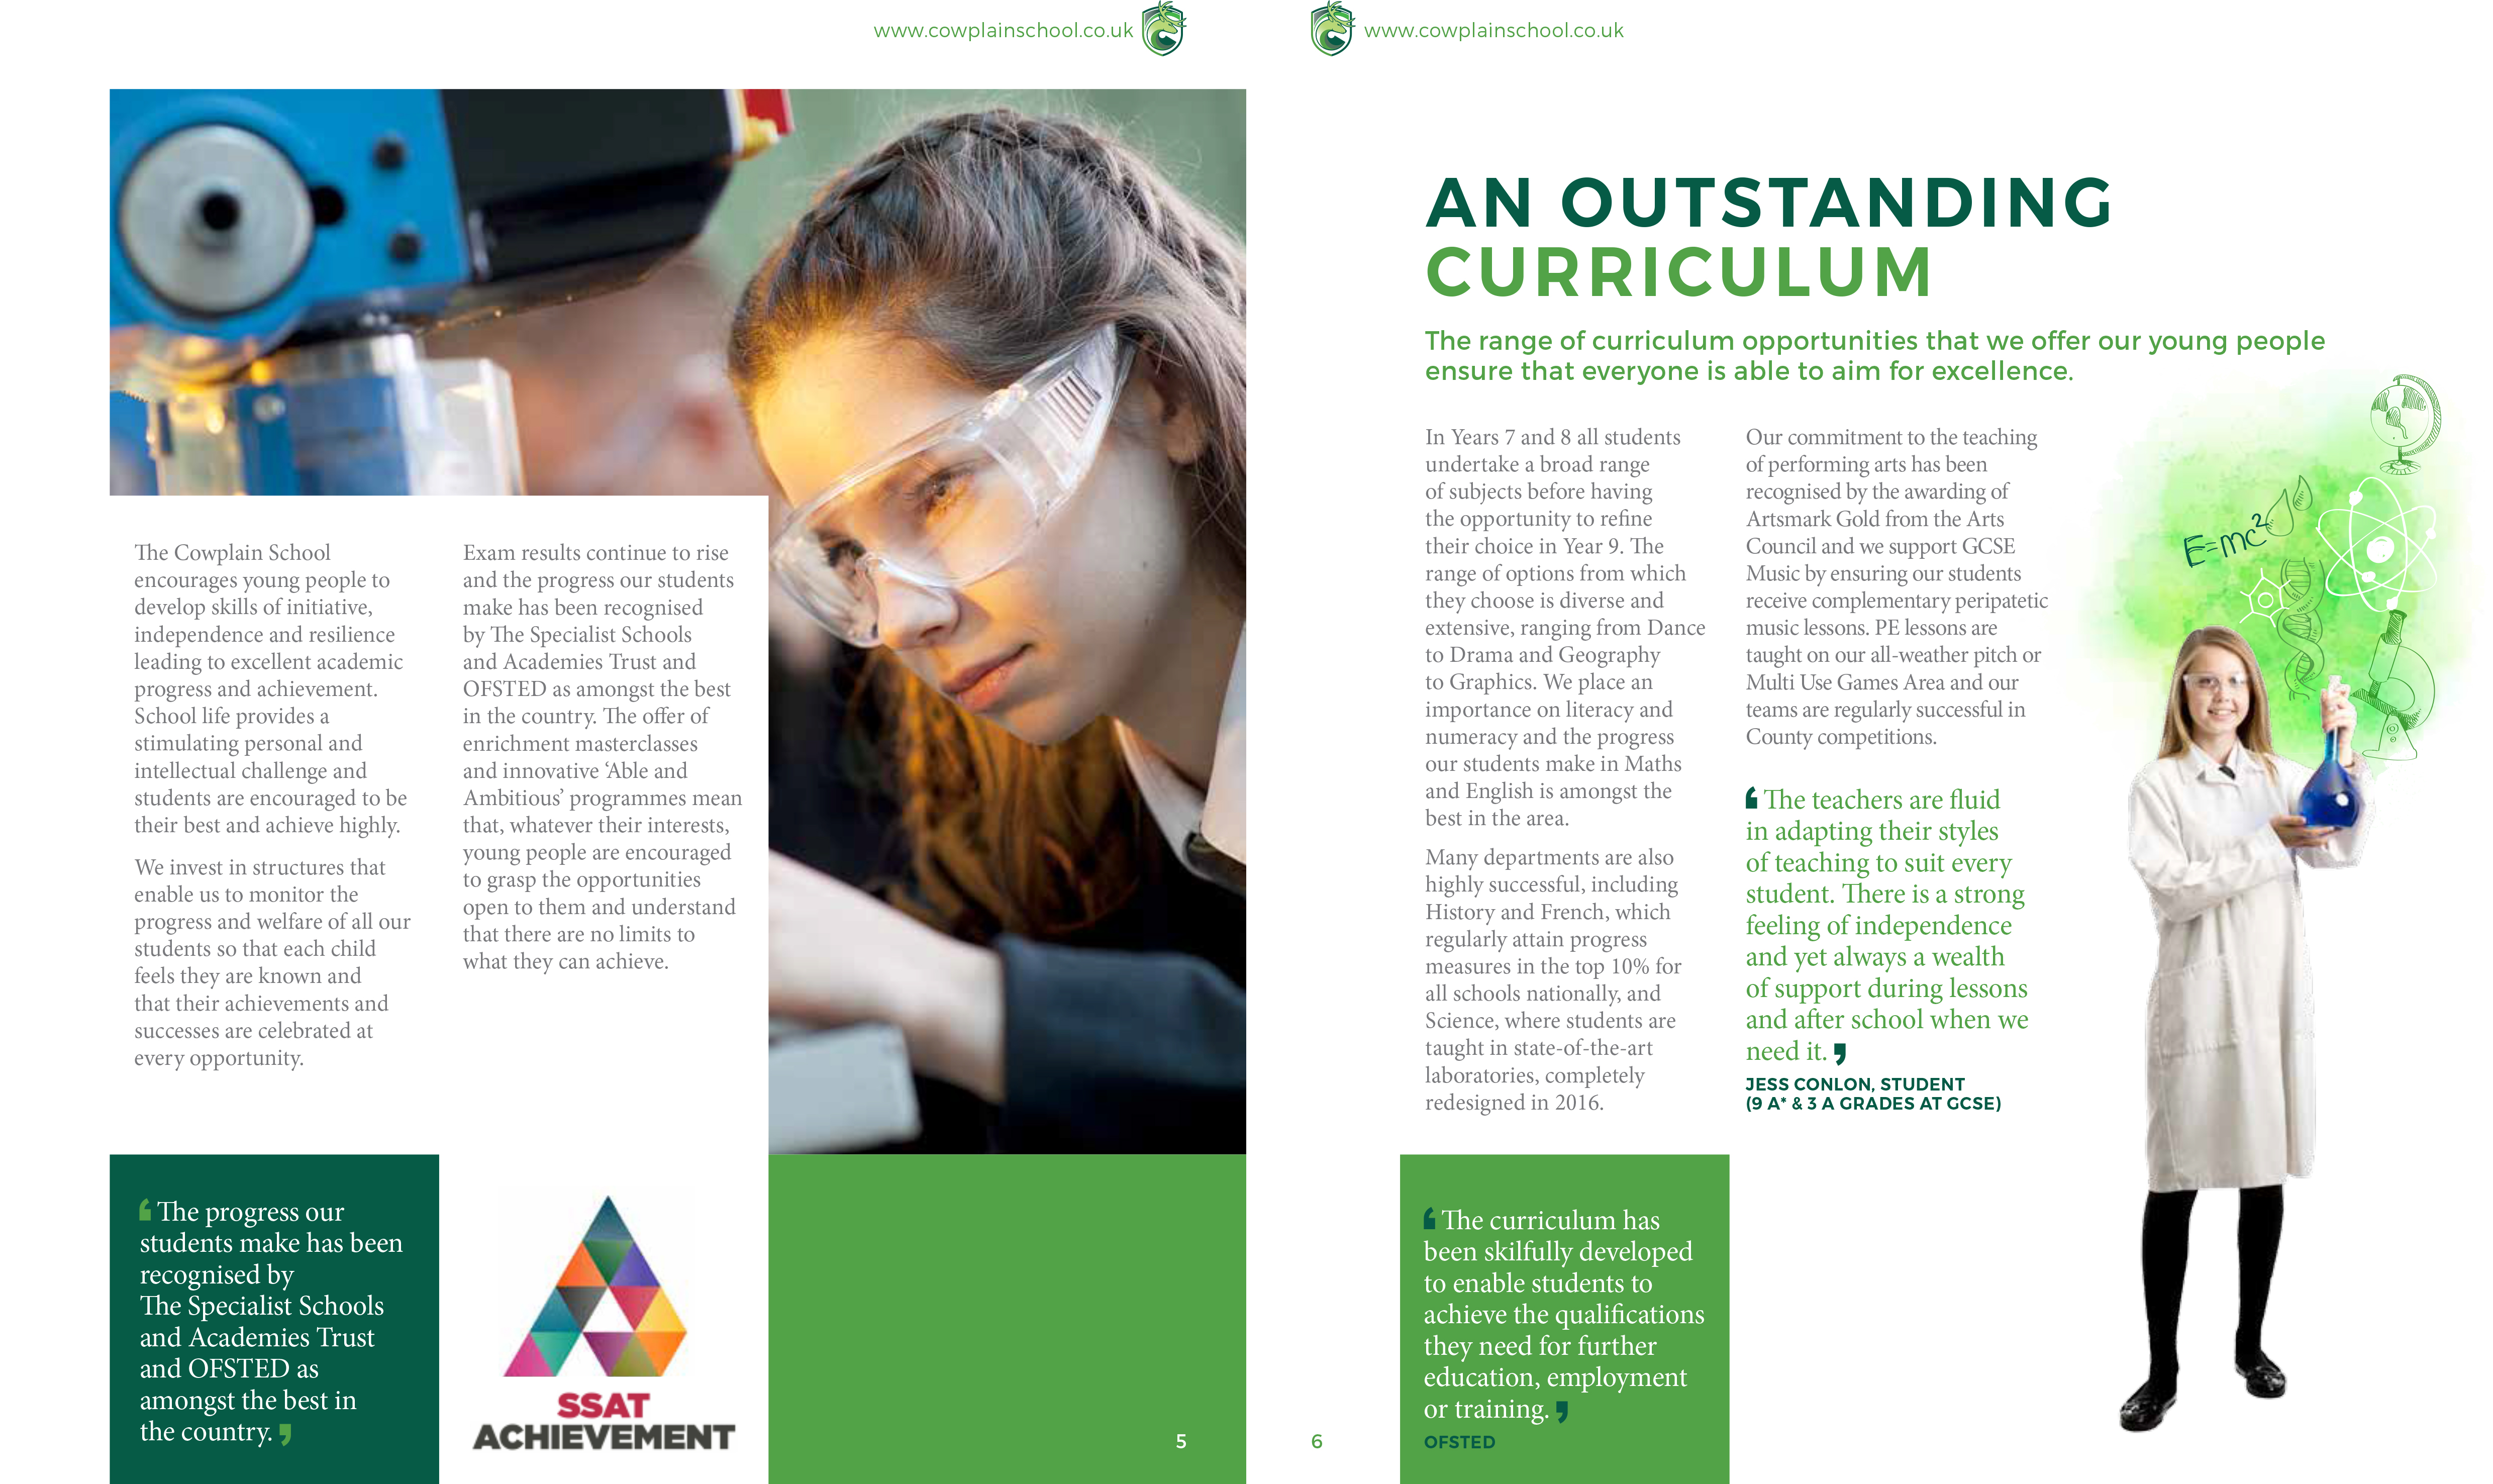 www.cowplainschool.co.uk
The Cowplain School
encourages young people to
develop skills of initiative,
independence and resilience
leading to excellent academic
progress and achievement.
School life provides a
stimulating personal and
intellectual challenge and
students are encouraged to be
their best and achieve highly.
We invest in structures that
enable us to monitor the
progress and welfare of all our
students so that each child
feels they are known and
that their achievements and
successes are celebrated at
every opportunity.
Exam results continue to rise
and the progress our students
make has been recognised
by The Specialist Schools
and Academies Trust and
OFSTED as amongst the best
in the country. The offer of
enrichment masterclasses
and innovative ‘Able and
Ambitious’ programmes mean
that, whatever their interests,
young people are encouraged
to grasp the opportunities
open to them and understand
that there are no limits to
what they can achieve.
‘ The progress our
students make has been
recognised by
The Specialist Schools
and Academies Trust
and OFSTED as
amongst the best in
the country. ’
SSAT
ACHIEVEMENT
5
www.cowplainschool.co.uk
AN OUTSTANDING
CURRICULUM
The range of curriculum opportunities that we offer our young people
ensure that everyone is able to aim for excellence.
In Years 7 and 8 all students
undertake a broad range
of subjects before having
the opportunity to refine
their choice in Year 9. The
range of options from which
they choose is diverse and
extensive, ranging from Dance
to Drama and Geography
to Graphics. We place an
importance on literacy and
numeracy and the progress
our students make in Maths
and English is amongst the
best in the area.
Many departments are also
highly successful, including
History and French, which
regularly attain progress
measures in the top 10% for
all schools nationally, and
Science, where students are
taught in state-of-the-art
laboratories, completely
redesigned in 2016.
Our commitment to the teaching
of performing arts has been
recognised by the awarding of
Artsmark Gold from the Arts
Council and we support GCSE
Music by ensuring our students
receive complementary peripatetic
music lessons. PE lessons are
taught on our all-weather pitch or
Multi Use Games Area and our
teams are regularly successful in
County competitions.
‘ The teachers are fluid
in adapting their styles
of teaching to suit every
student. There is a strong
feeling of independence
and yet always a wealth
of support during lessons
and after school when we
need it. ’
JESS CONLON, STUDENT
(9 A* & 3 A GRADES AT GCSE)
E=mc²
‘ The curriculum has
been skilfully developed
to enable students to
achieve the qualifications
they need for further
education, employment
or training. ’
OFSTED
6